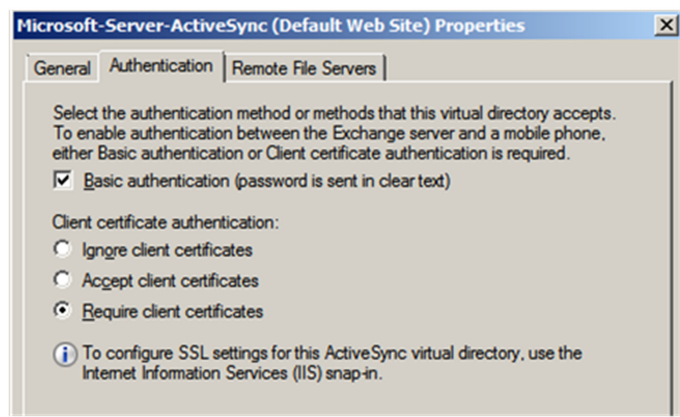 Microsoft-Server-ActiveSync (Default Web Site) Properties
General Authentication Remote File Servers
Select the authentication method or methods that this virtual directory accepts.
To enable authentication between the Exchange server and a mobile phone,
either Basic authentication or Client certificate authentication is required.
Basic authentication (password is sent in clear text)
Client certificate authentication:
Ignore client certificates
Accept client certificates
Require client certificates
To configure SSL settings for this ActiveSync virtual directory, use the
Internet Information Services (IIS) snap-in.